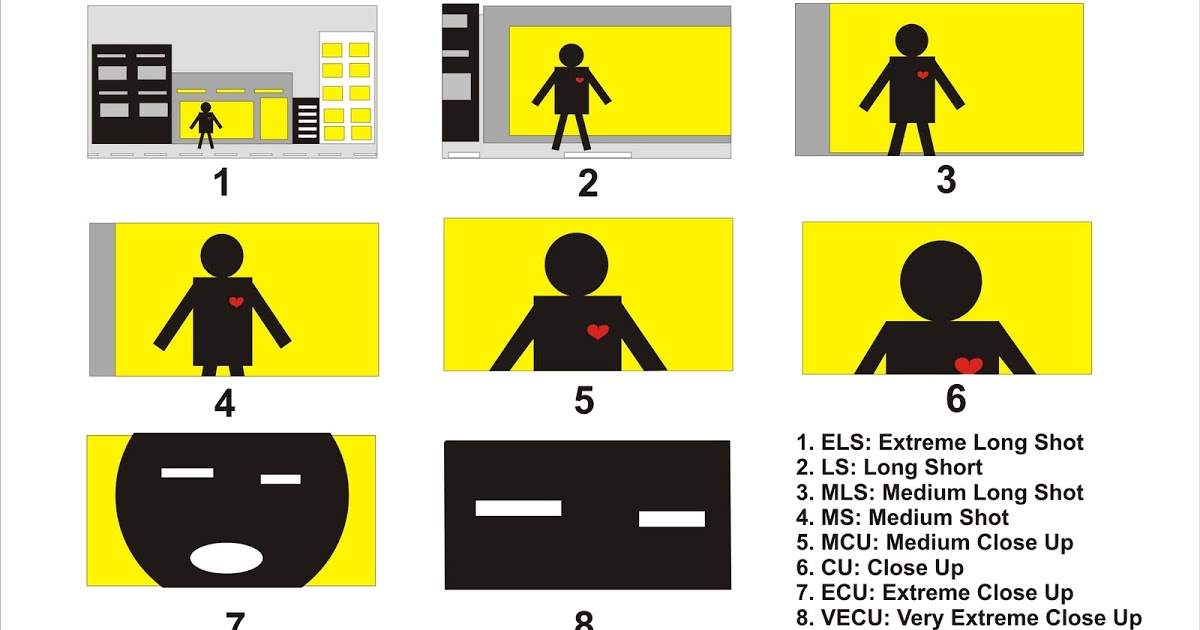 1
2
3
4
5
6
7
8
1. ELS: Extreme Long Shot
2. LS: Long Short
3. MLS: Medium Long Shot
4. MS: Medium Shot
5. MCU: Medium Close Up
6. CU: Close Up
7. ECU: Extreme Close Up
8. VECU: Very Extreme Close Up